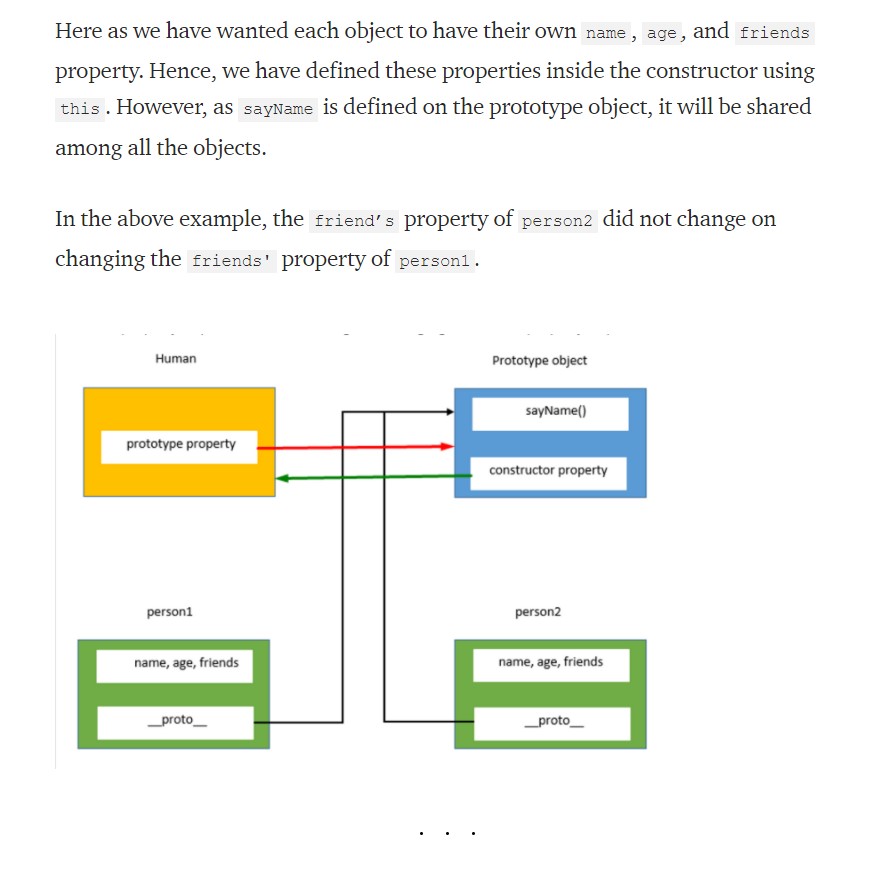 Here as we have wanted each object to have their own name, age, and friends
property. Hence, we have defined these properties inside the constructor using
this. However, as sayName is defined on the prototype object, it will be shared
among all the objects.
In the above example, the friend's property of person2 did not change on
changing the friends' property of person1.
Human
Prototype object
sayName()
prototype property
constructor property
person1
person2
name, age, friends
name, age, friends
__proto__
__proto__
. . .